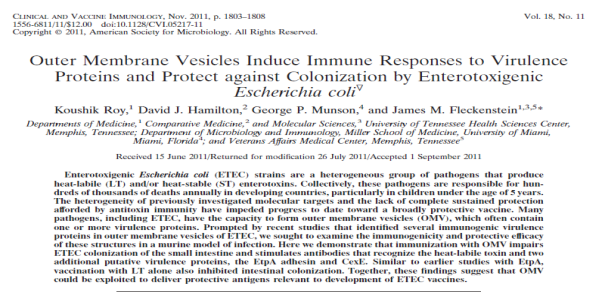 CLINICAL AND VACCINE IMMUNOLOGY, Nov. 2011, p. 1803–1808 Vol. 18, No. 11
1556-6811/11/$12.00 doi:10.1128/CVI.05217-11
Copyright © 2011, American Society for Microbiology. All Rights Reserved.
Outer Membrane Vesicles Induce Immune Responses to Virulence
Proteins and Protect against Colonization by Enterotoxigenic
Escherichia coli▽
Koushik Roy,1 David J. Hamilton,2 George P. Munson,4 and James M. Fleckenstein1,3,5*
Departments of Medicine,1 Comparative Medicine,2 and Molecular Sciences,3 University of Tennessee Health Sciences Center,
Memphis, Tennessee; Department of Microbiology and Immunology, Miller School of Medicine, University of Miami,
Miami, Florida4; and Veterans Affairs Medical Center, Memphis, Tennessee5
Received 15 June 2011/Returned for modification 26 July 2011/Accepted 1 September 2011
Enterotoxigenic Escherichia coli (ETEC) strains are a heterogeneous group of pathogens that produce
heat-labile (LT) and/or heat-stable (ST) enterotoxins. Collectively, these pathogens are responsible for hun-
dreds of thousands of deaths annually in developing countries, particularly in children under the age of 5 years.
The heterogeneity of previously investigated molecular targets and the lack of complete sustained protection
afforded by antitoxin immunity have impeded progress to date toward a broadly protective vaccine. Many
pathogens, including ETEC, have the capacity to form outer membrane vesicles (OMV), which often contain
one or more virulence proteins. Prompted by recent studies that identified several immunogenic virulence
proteins in outer membrane vesicles of ETEC, we sought to examine the immunogenicity and protective efficacy
of these structures in a murine model of infection. Here we demonstrate that immunization with OMV impairs
ETEC colonization of the small intestine and stimulates antibodies that recognize the heat-labile toxin and two
additional putative virulence proteins, the EtpA adhesin and CexE. Similar to earlier studies with EtpA,
vaccination with LT alone also inhibited intestinal colonization. Together, these findings suggest that OMV
could be exploited to deliver protective antigens relevant to development of ETEC vaccines.